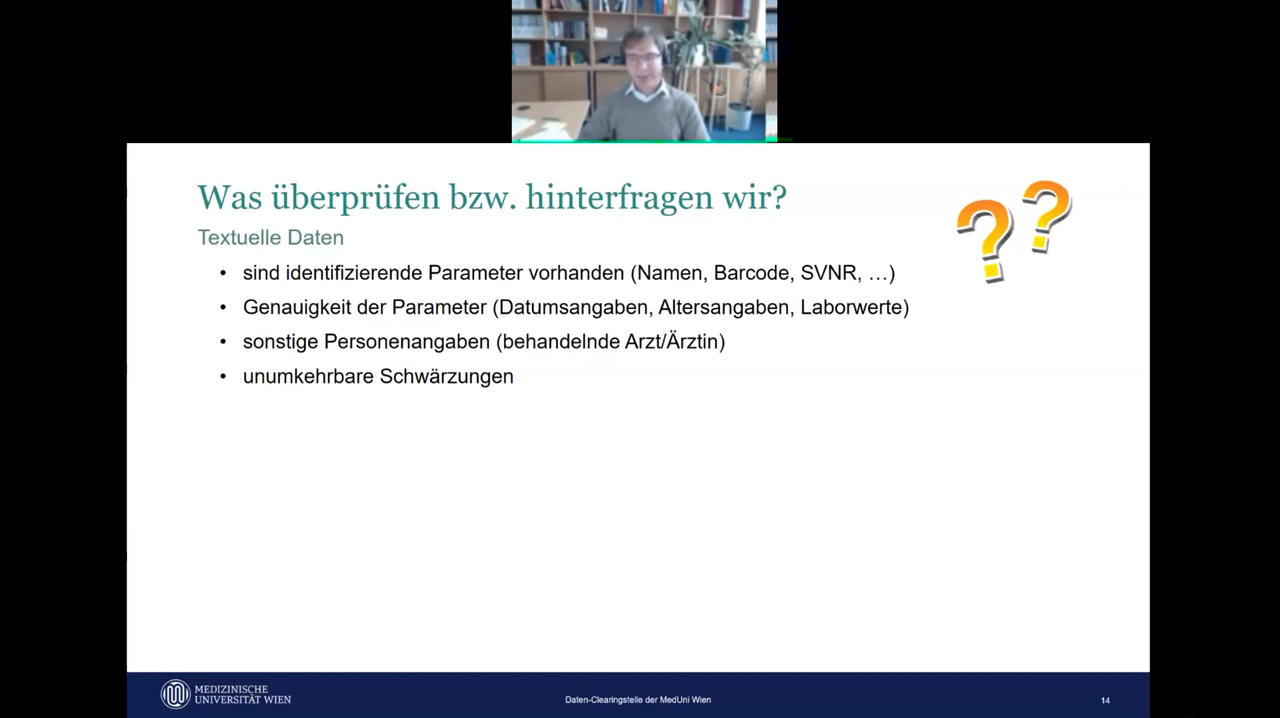 Was überprüfen bzw. hinterfragen wir?
Textuelle Daten
• sind identifizierende Parameter vorhanden (Namen, Barcode, SVNR, …)
• Genauigkeit der Parameter (Datumsangaben, Altersangaben, Laborwerte)
• sonstige Personenangaben (behandelnde Arzt/Ärztin)
• unumkehrbare Schwärzungen
??
MEDIZINISCHE
UNIVERSITÄT WIEN
Daten-Clearingstelle der MedUni Wien
14